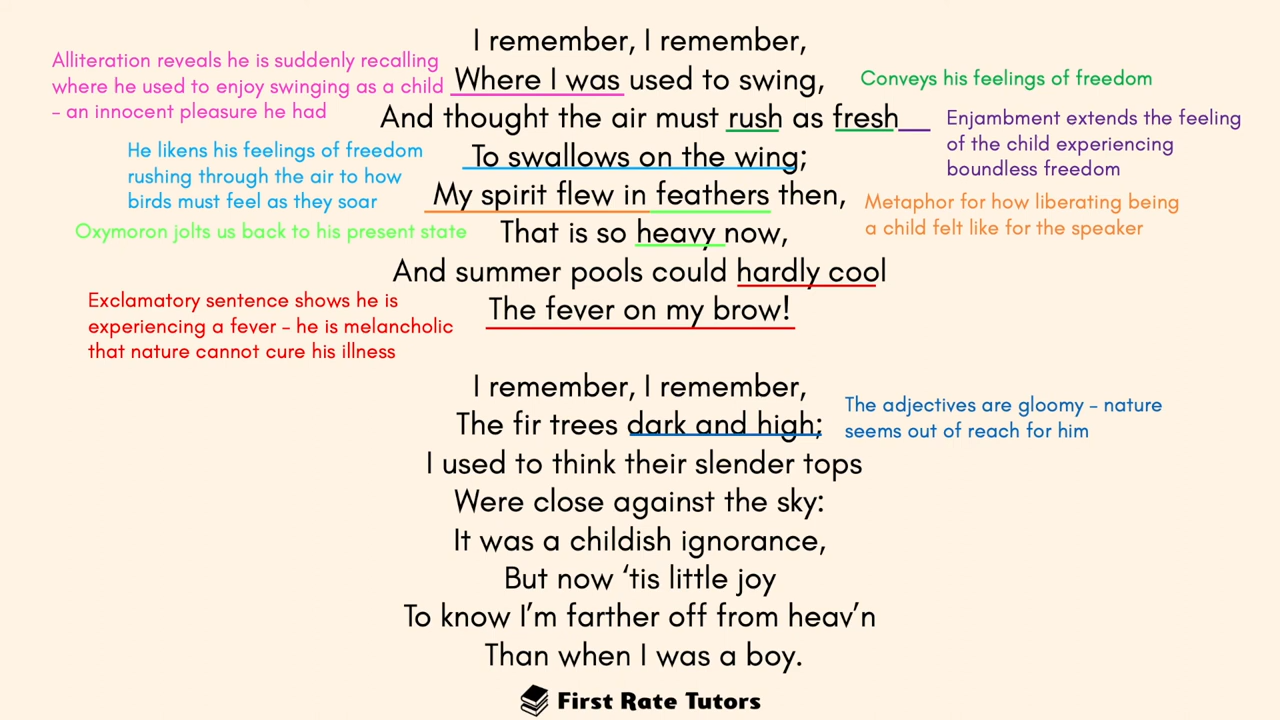 I remember, I remember,
Alliteration reveals he is suddenly recalling
where he used to enjoy swinging as a child
– an innocent pleasure he had
Where I was used to swing,
Conveys his feelings of freedom
And thought the air must rush as fresh
Enjambment extends the feeling
of the child experiencing
boundless freedom
He likens his feelings of freedom
rushing through the air to how
birds must feel as they soar
To swallows on the wing;
My spirit flew in feathers then,
Metaphor for how liberating being
a child felt like for the speaker
Oxymoron jolts us back to his present state
That is so heavy now,
And summer pools could hardly cool
Exclamatory sentence shows he is
experiencing a fever – he is melancholic
that nature cannot cure his illness
The fever on my brow!
I remember, I remember,
The fir trees dark and high;
The adjectives are gloomy – nature
seems out of reach for him
I used to think their slender tops
Were close against the sky:
It was a childish ignorance,
But now ‘tis little joy
To know I’m farther off from heav’n
Than when I was a boy.
First Rate Tutors